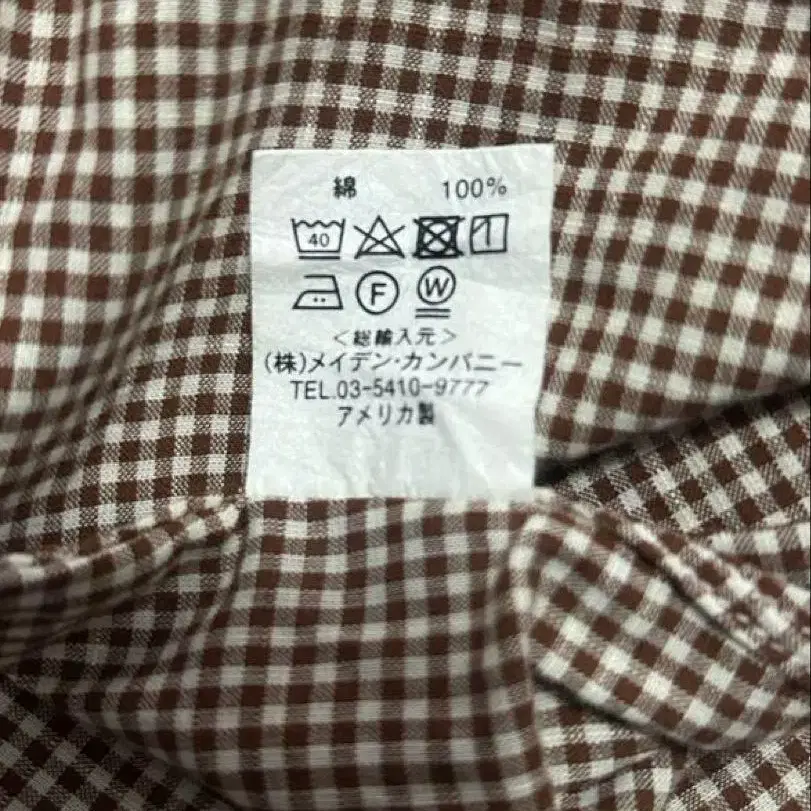 綿 100%
40
F W
<総輸入元>
(株)メイデン・カンパニー
TEL.03-5410-9777
アメリカ製